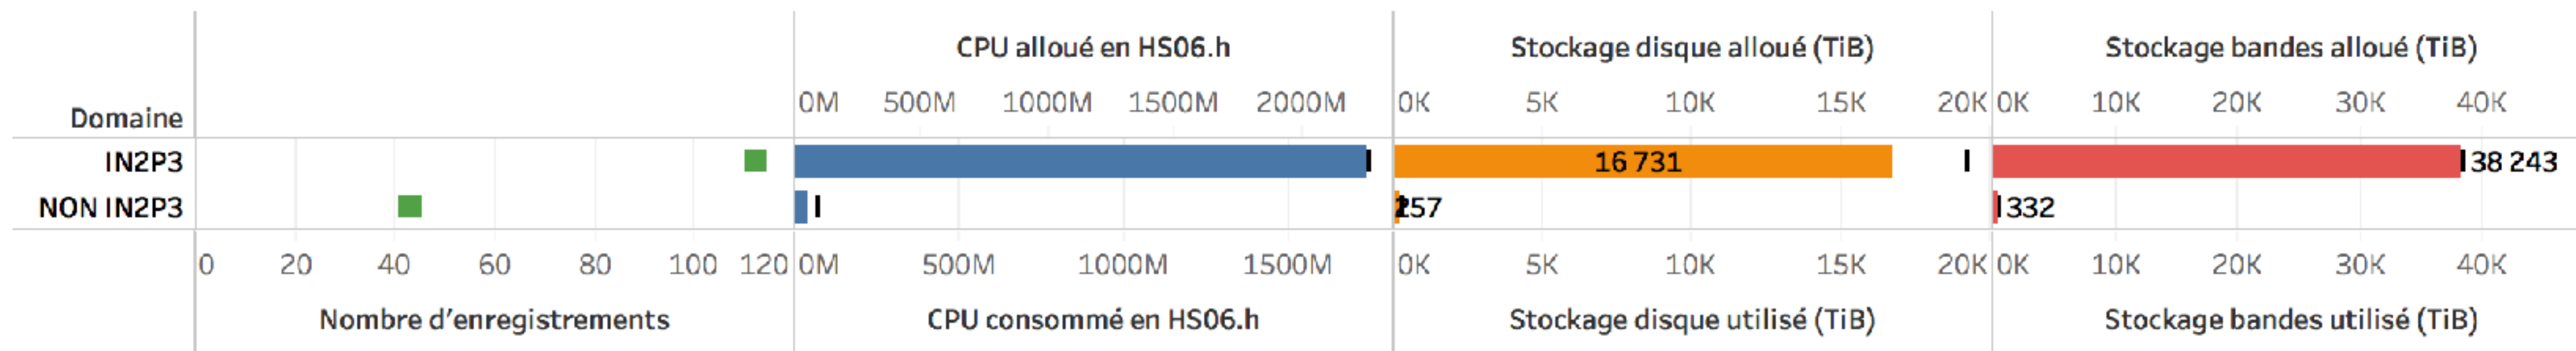 CPU alloué en HS06.h Stockage disque alloué (TiB) Stockage bandes alloué (TiB)
0M 500M 1000M 1500M 2000M 0K 5K 10K 15K 20K 0K 10K 20K 30K 40K
Domaine
IN2P3 16 731 38 243
NON IN2P3 157 332
0 20 40 60 80 100 120 0M 500M 1000M 1500M 0K 5K 10K 15K 20K 0K 10K 20K 30K 40K
Nombre d'enregistrements CPU consommé en HS06.h Stockage disque utilisé (TiB) Stockage bandes utilisé (TiB)